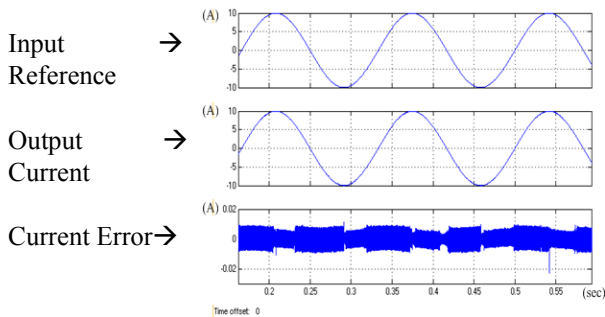 Input → Reference
(A)
10
5
0
-5
-10
Output → Current
(A)
10
5
0
-5
-10
Current Error→
(A)
0.02
0
-0.02
0.2 0.25 0.3 0.35 0.4 0.45 0.5 0.55 (sec)
Time offset: 0